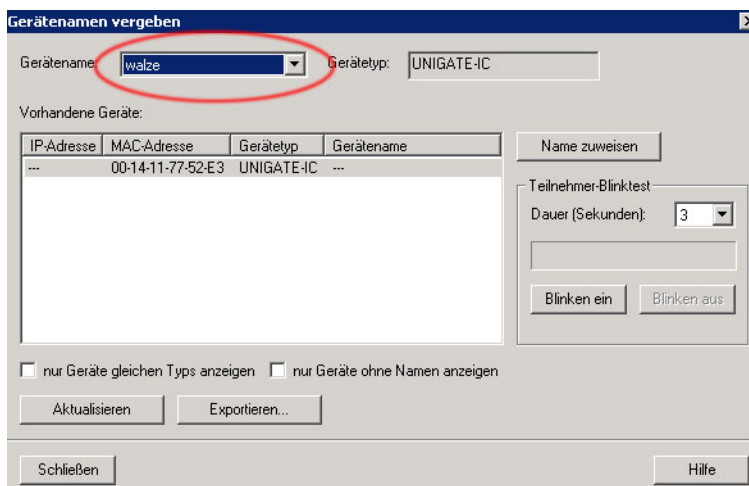 Gerätenamen vergeben
Gerätename: walze Gerätetyp: UNIGATE-IC
Vorhandene Geräte:
IP-Adresse MAC-Adresse Gerätetyp Gerätename
--- 00-14-11-77-52-E3 UNIGATE-IC ---
Name zuweisen
Teilnehmer-Blinktest
Dauer (Sekunden): 3
Blinken ein Blinken aus
nur Geräte gleichen Typs anzeigen nur Geräte ohne Namen anzeigen
Aktualisieren Exportieren...
Schließen Hilfe